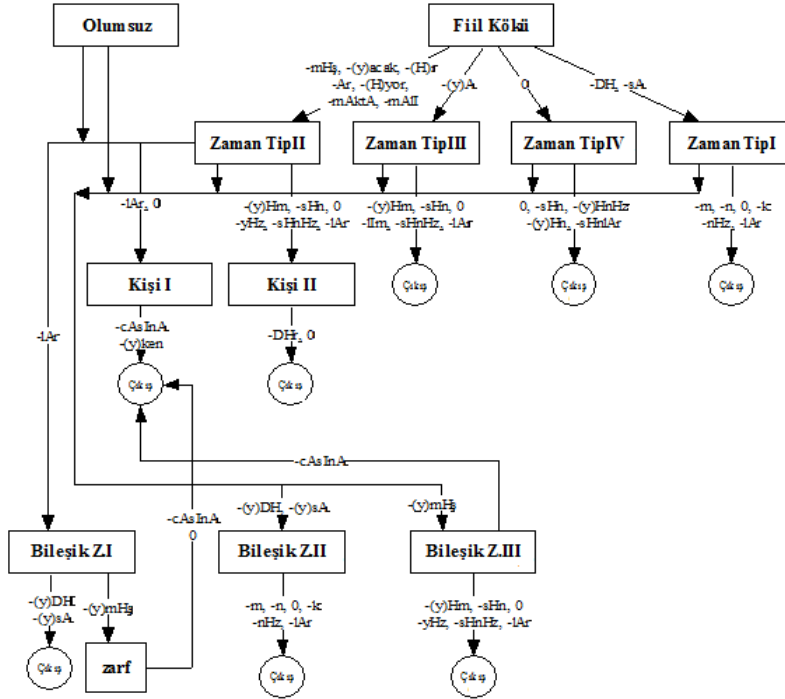 Olumsuz
Fiil Kökü
-mHş, -(y)acak, -(H)r
-Ar, -(H)yor,
-mAktA, -mAlI
-(y)A
0
-DH, -sA
Zaman TipII
Zaman TipIII
Zaman TipIV
Zaman TipI
-lAr, 0
-(y)Hm, -sHn, 0
-yHz, -sHnHz, -lAr
-(y)Hm, -sHn, 0
-lIm, -sHnHz, -lAr
0, -sHn, -(y)HnHz
-(y)Hn, -sHnlAr
-m, -n, 0, -k
-nHz, -lAr
Kişi I
Kişi II
Çıkış
Çıkış
Çıkış
-lAr
-cAsInA
-(y)ken
-DHr, 0
Çıkış
Çıkış
-cAsInA
-cAsInA
0
-(y)DH, -(y)sA
-(y)mHş
Bileşik Z.I
Bileşik Z.II
Bileşik Z.III
-(y)DH
-(y)sA
-(y)mHş
-m, -n, 0, -k
-nHz, -lAr
-(y)Hm, -sHn, 0
-yHz, -sHnHz, -lAr
Çıkış
zarf
Çıkış
Çıkış